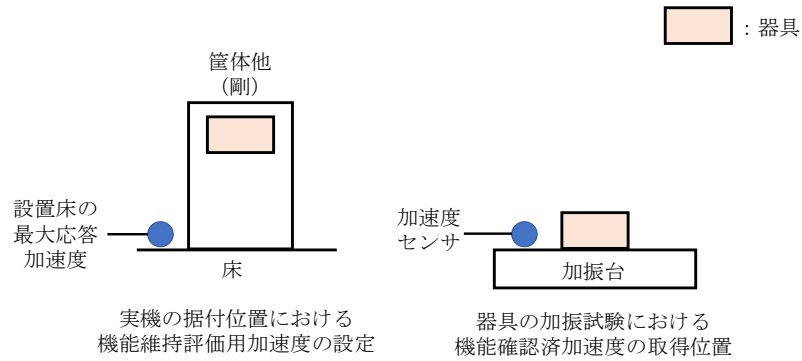 ：器具
筐体他
（剛）
設置床の
最大応答
加速度
床
実機の据付位置における
機能維持評価用加速度の設定
加速度
センサ
加振台
器具の加振試験における
機能確認済加速度の取得位置